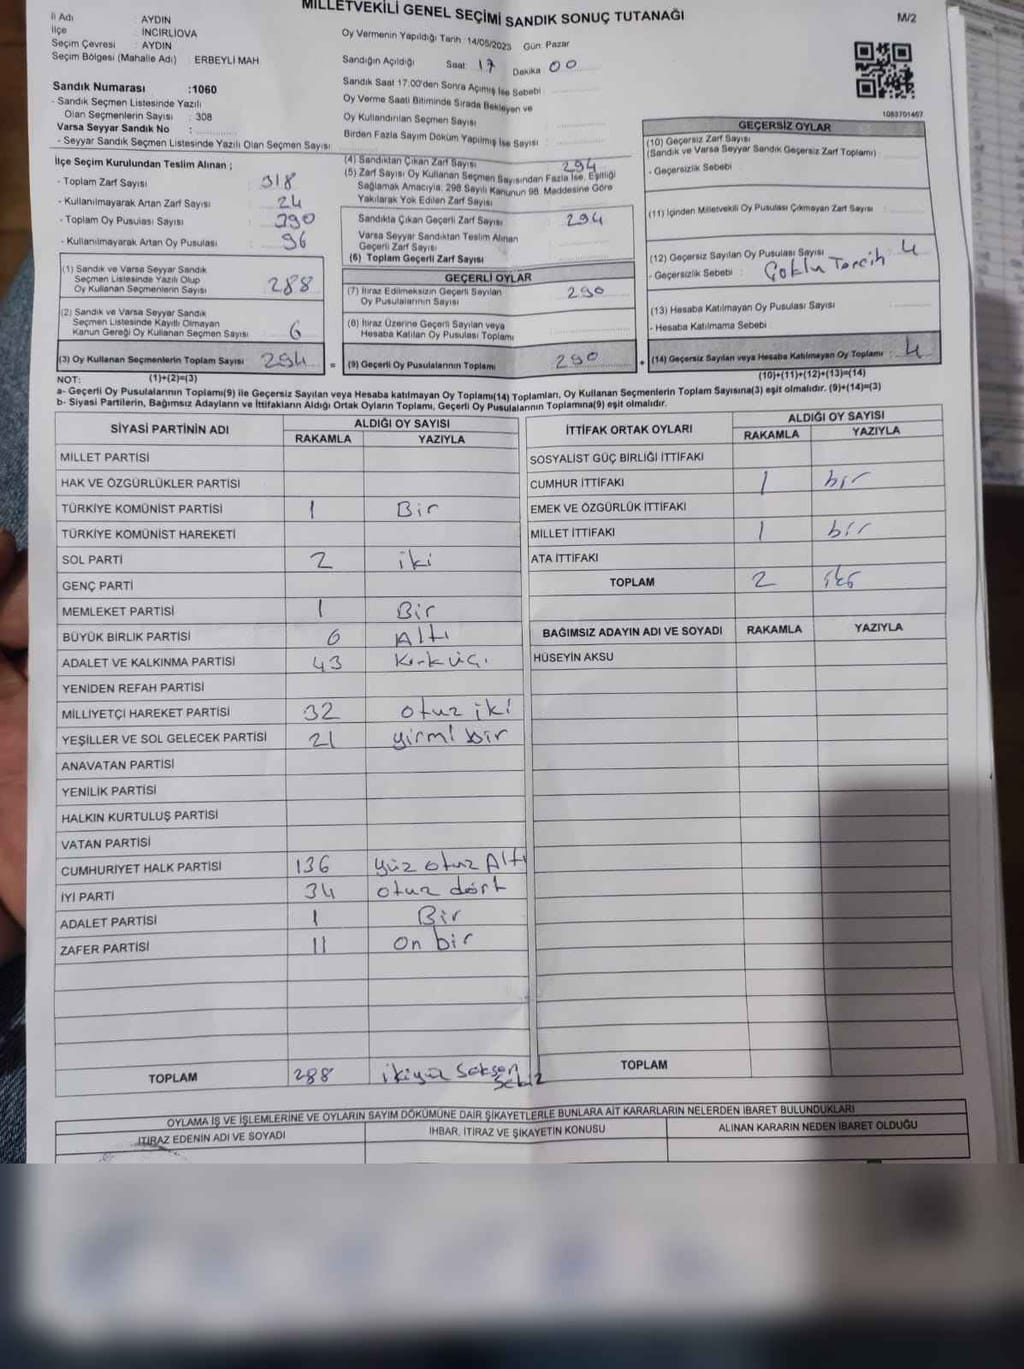 MİLLETVEKİLİ GENEL SEÇİMİ SANDIK SONUÇ TUTANAĞI
M/2
İl Adı : AYDIN
İlçe : İNCİRLİOVA
Seçim Çevresi : AYDIN
Seçim Bölgesi (Mahalle Adı) : ERBEYLİ MAH.
Sandık Numarası :1060
- Sandık Seçmen Listesinde Yazılı
Olan Seçmenlerin Sayısı : 308
Varsa Seyyar Sandık No :
- Seyyar Sandık Seçmen Listesinde Yazılı Olan Seçmen Sayısı
Oy Vermenin Yapıldığı Tarih 14/05/2023 Gün: Pazar
Sandığın Açıldığı Saat 17 Dakika 00
Sandık Saat 17:00'den Sonra Açılmış İse Sebebi
Oy Verme Saati Bitiminde Sırada Bekleyen ve
Oy Kullandırılan Seçmen Sayısı
Birden Fazla Sayım Döküm Yapılmış İse Sayısı
1083701467
İlçe Seçim Kurulundan Teslim Alınan ;
- Toplam Zarf Sayısı 318
- Kullanılmayarak Artan Zarf Sayısı 24
- Toplam Oy Pusulası Sayısı 390
- Kullanılmayarak Artan Oy Pusulası 96
(1) Sandık ve Varsa Seyyar Sandık
Seçmen Listesinde Yazılı Olup
Oy Kullanan Seçmenlerin Sayısı 288
(2) Sandık ve Varsa Seyyar Sandık
Seçmen Listesinde Kayıtlı Olmayan
Kanun Gereği Oy Kullanan Seçmen Sayısı 6
(3) Oy Kullanan Seçmenlerin Toplam Sayısı 294
(4) Sandıktan Çıkan Zarf Sayısı 294
(5) Zarf Sayısı Oy Kullanan Seçmen Sayısından Fazla İse, Eşitliği
Sağlamak Amacıyla; 298 Sayılı Kanunun 98. Maddesine Göre
Yakılarak Yok Edilen Zarf Sayısı
Sandıkta Çıkan Geçerli Zarf Sayısı 294
Varsa Seyyar Sandıktan Teslim Alınan
Geçerli Zarf Sayısı
(6) Toplam Geçerli Zarf Sayısı
GEÇERLİ OYLAR
(7) İtiraz Edilmeksizin Geçerli Sayılan
Oy Pusulalarının Sayısı 290
(8) İtiraz Üzerine Geçerli Sayılan veya
Hesaba Katılan Oy Pusulası Toplamı
= (9) Geçerli Oy Pusulalarının Toplamı 290
GEÇERSİZ OYLAR
(10) Geçersiz Zarf Sayısı
(Sandık ve Varsa Seyyar Sandık Geçersiz Zarf Toplamı)
- Geçersizlik Sebebi
(11) İçinden Milletvekili Oy Pusulası Çıkmayan Zarf Sayısı
(12) Geçersiz Sayılan Oy Pusulası Sayısı 4
- Geçersizlik Sebebi : Çoklu Tercih
(13) Hesaba Katılmayan Oy Pusulası Sayısı
- Hesaba Katılmama Sebebi
+ (14) Geçersiz Sayılan veya Hesaba Katılmayan Oy Toplamı : 4
NOT: (1)+(2)=(3)
(10)+(11)+(12)+(13)=(14)
a- Geçerli Oy Pusulalarının Toplamı(9) ile Geçersiz Sayılan veya Hesaba katılmayan Oy Toplamı(14) Toplamları, Oy Kullanan Seçmenlerin Toplam Sayısına(3) eşit olmalıdır. (9)+(14)=(3)
b- Siyasi Partilerin, Bağımsız Adayların ve İttifakların Aldığı Ortak Oyların Toplamı, Geçerli Oy Pusulalarının Toplamına(9) eşit olmalıdır.
SİYASİ PARTİNİN ADI ALDIĞI OY SAYISI
RAKAMLA YAZIYLA
MİLLET PARTİSİ
HAK VE ÖZGÜRLÜKLER PARTİSİ
TÜRKİYE KOMÜNİST PARTİSİ 1 Bir
TÜRKİYE KOMÜNİST HAREKETİ
SOL PARTİ 2 iki
GENÇ PARTİ
MEMLEKET PARTİSİ 1 Bir
BÜYÜK BİRLİK PARTİSİ 6 Altı
ADALET VE KALKINMA PARTİSİ 43 Kırküç.
YENİDEN REFAH PARTİSİ
MİLLİYETÇİ HAREKET PARTİSİ 32 otuz iki
YEŞİLLER VE SOL GELECEK PARTİSİ 21 yirmi bir
ANAVATAN PARTİSİ
YENİLİK PARTİSİ
HALKIN KURTULUŞ PARTİSİ
VATAN PARTİSİ
CUMHURİYET HALK PARTİSİ 136 yüz otuz Altı
İYİ PARTİ 34 otuz dört
ADALET PARTİSİ 1 Bir
ZAFER PARTİSİ 11 on bir
TOPLAM 288 ikiyüz Seksen Sekiz
İTTİFAK ORTAK OYLARI ALDIĞI OY SAYISI
RAKAMLA YAZIYLA
SOSYALİST GÜÇ BİRLİĞİ İTTİFAKI
CUMHUR İTTİFAKI 1 bir
EMEK VE ÖZGÜRLÜK İTTİFAKI
MİLLET İTTİFAKI 1 bir
ATA İTTİFAKI
TOPLAM 2 iki
BAĞIMSIZ ADAYIN ADI VE SOYADI RAKAMLA YAZIYLA
HÜSEYİN AKSU
TOPLAM
OYLAMA İŞ VE İŞLEMLERİNE VE OYLARIN SAYIM DÖKÜMÜNE DAİR ŞİKAYETLERLE BUNLARA AİT KARARLARIN NELERDEN İBARET BULUNDUKLARI
İTİRAZ EDENİN ADI VE SOYADI İHBAR, İTİRAZ VE ŞİKAYETİN KONUSU ALINAN KARARIN NEDEN İBARET OLDUĞU